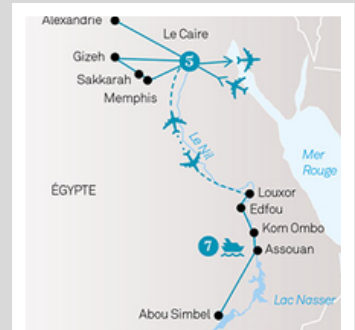 Alexandrie
Le Caire
Gizeh
5
Sakkarah
Memphis
Le Nil
Mer
Rouge
ÉGYPTE
Louxor
Edfou
Kom Ombo
7
Assouan
Lac Nasser
Abou Simbel